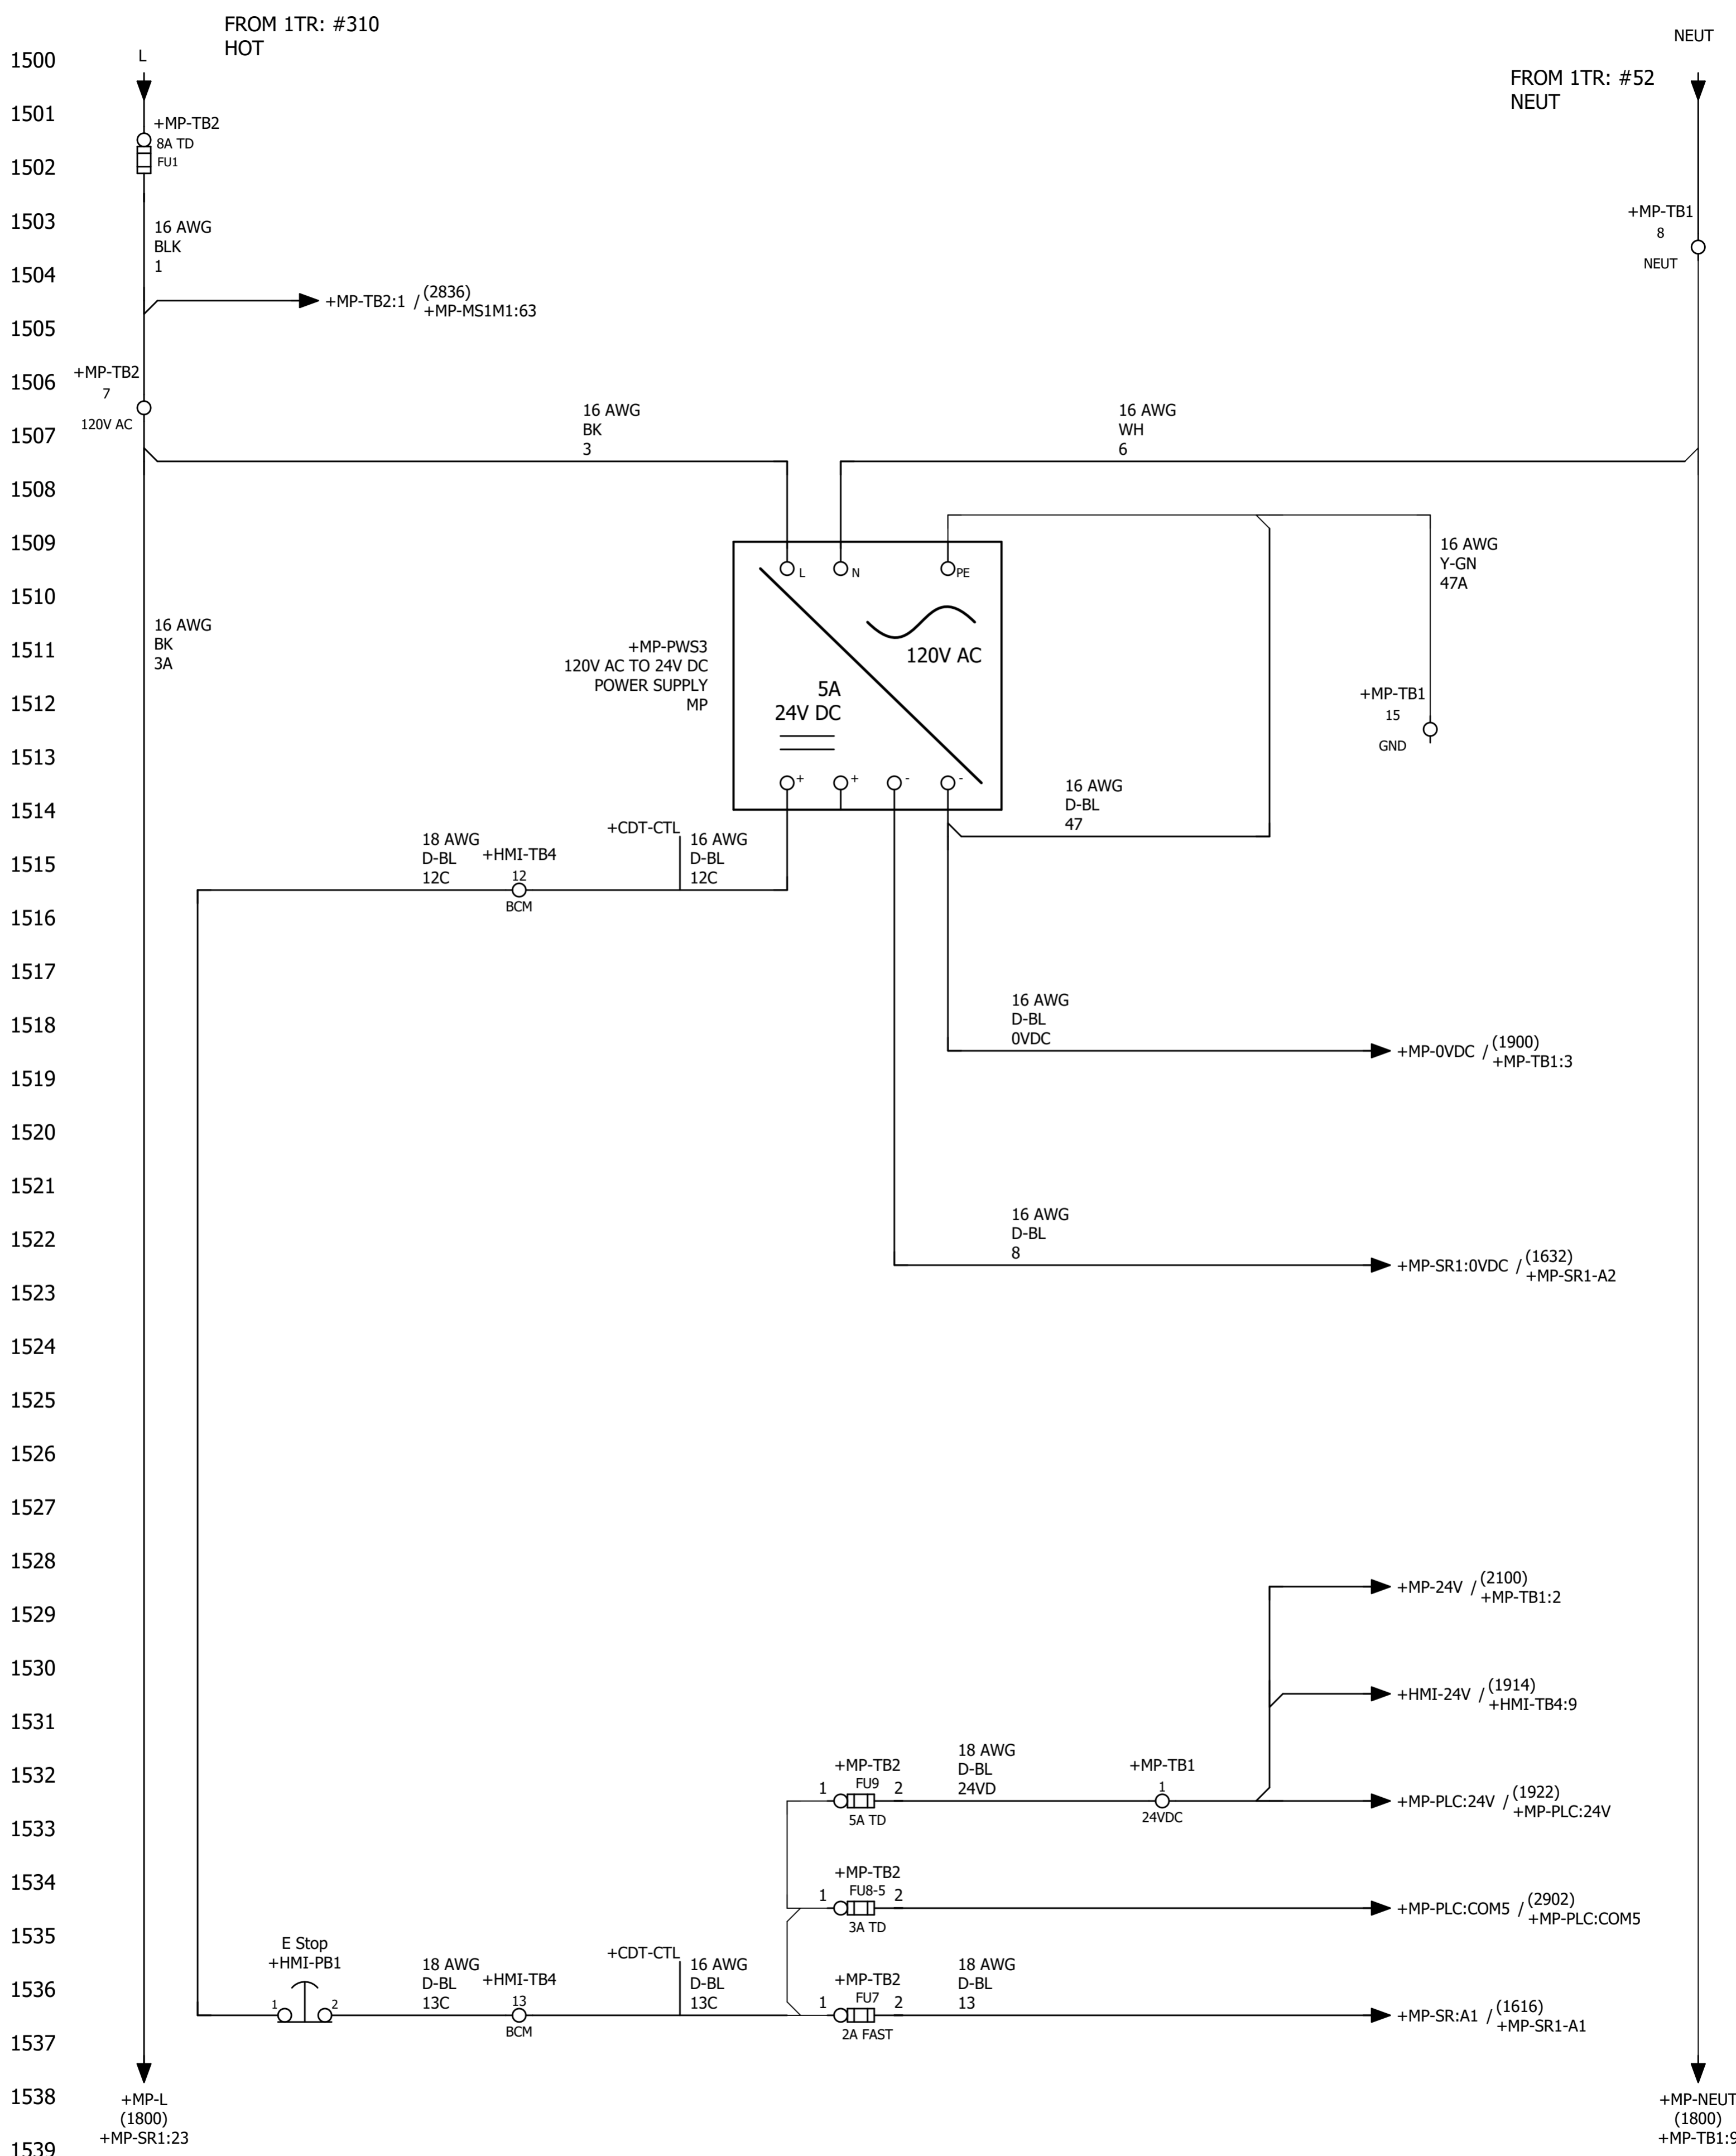 FROM 1TR: #310
HOT
NEUT
1500
L
FROM 1TR: #52
NEUT
1501
+MP-TB2
8A TD
FU1
1502
1503
16 AWG
BLK
1
+MP-TB1
8
NEUT
1504
+MP-TB2:1 / (2836)
+MP-MS1M1:63
1505
1506
+MP-TB2
7
120V AC
1507
16 AWG
BK
3
16 AWG
WH
6
1508
1509
16 AWG
Y-GN
47A
L
N
PE
1510
16 AWG
BK
3A
1511
+MP-PWS3
120V AC TO 24V DC
POWER SUPPLY
MP
120V AC
5A
24V DC
1512
+MP-TB1
15
GND
1513
+
+
-
-
1514
16 AWG
D-BL
47
18 AWG
D-BL
12C
+HMI-TB4
12
BCM
+CDT-CTL
16 AWG
D-BL
12C
1515
1516
1517
1518
16 AWG
D-BL
0VDC
+MP-0VDC / (1900)
+MP-TB1:3
1519
1520
1521
1522
16 AWG
D-BL
8
+MP-SR1:0VDC / (1632)
+MP-SR1-A2
1523
1524
1525
1526
1527
1528
+MP-24V / (2100)
+MP-TB1:2
1529
1530
+HMI-24V / (1914)
+HMI-TB4:9
1531
1532
+MP-TB2
1
FU9
2
5A TD
18 AWG
D-BL
24VD
+MP-TB1
1
24VDC
+MP-PLC:24V / (1922)
+MP-PLC:24V
1533
1534
+MP-TB2
1
FU8-5
2
3A TD
+MP-PLC:COM5 / (2902)
+MP-PLC:COM5
1535
E Stop
+HMI-PB1
1
2
18 AWG
D-BL
13C
+HMI-TB4
13
BCM
+CDT-CTL
16 AWG
D-BL
13C
1536
+MP-TB2
1
FU7
2
2A FAST
18 AWG
D-BL
13
+MP-SR:A1 / (1616)
+MP-SR1-A1
1537
1538
+MP-L
(1800)
+MP-SR1:23
+MP-NEUT
(1800)
+MP-TB1:9
1539